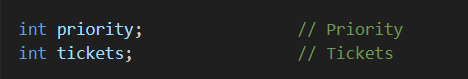 int priority;                // Priority
int tickets;                 // Tickets